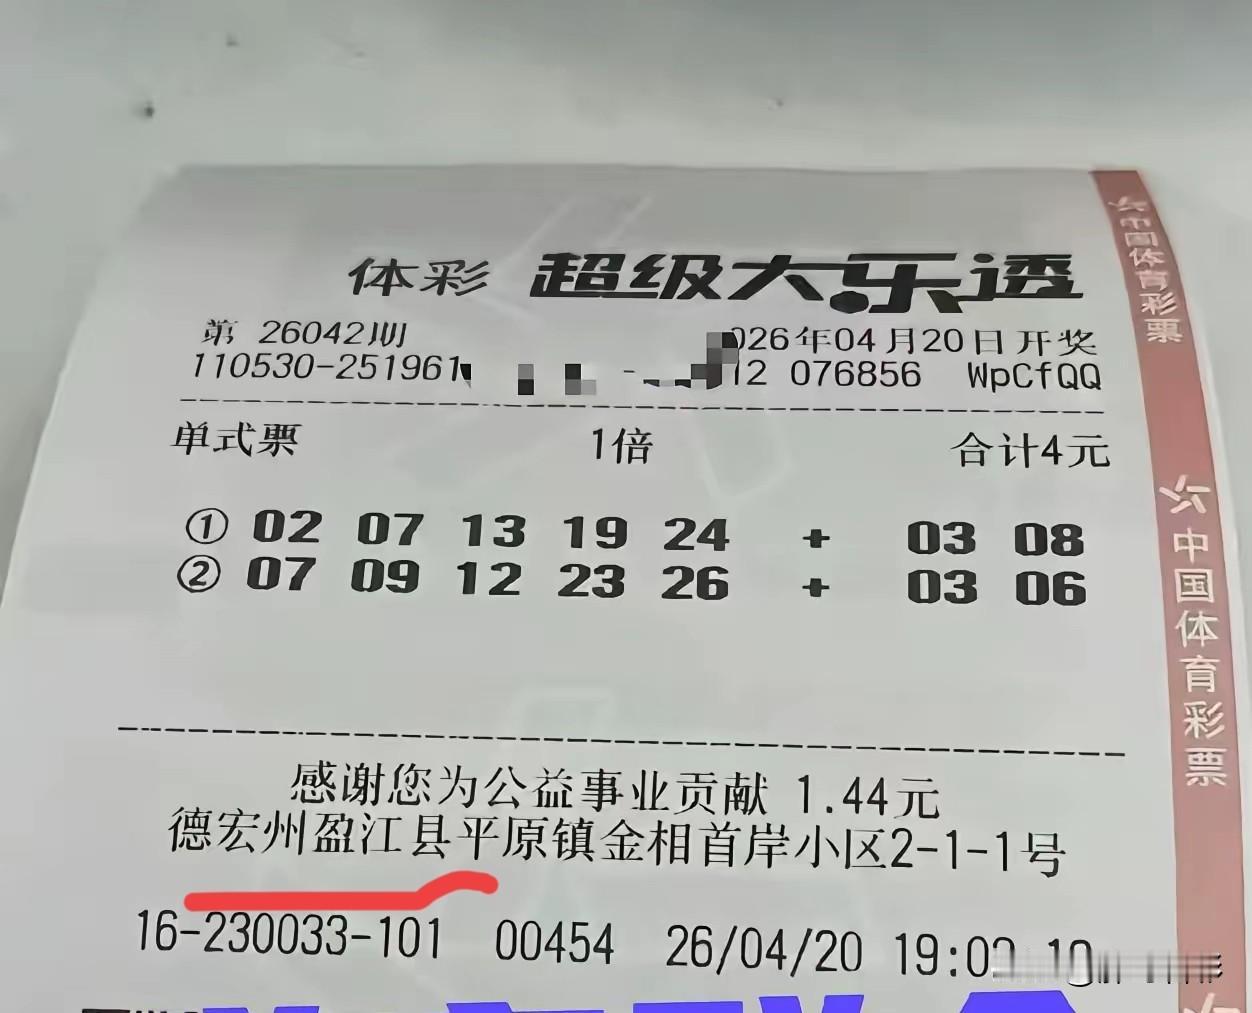 体彩 超级大乐透
第 26042期 026年04月20日开奖
110530-251961 12 076856 WpCfQQ
单式票 1倍 合计4元
① 02 07 13 19 24 + 03 08
② 07 09 12 23 26 + 03 06
感谢您为公益事业贡献 1.44元
德宏州盈江县平原镇金相首岸小区2-1-1号
16-230033-101 00454 26/04/20 19:0
中国体育彩票
中国体育彩票